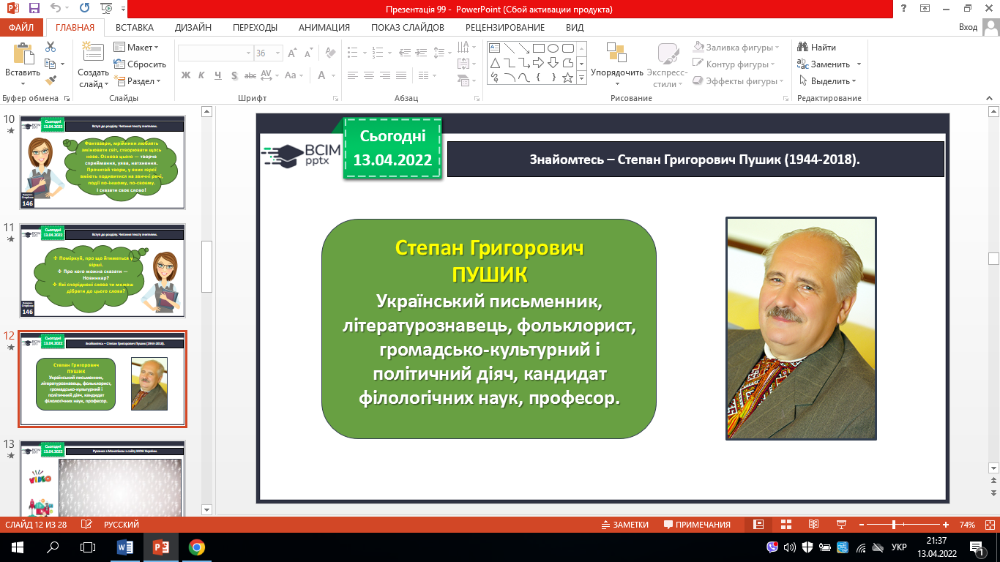 Презентація 99 - PowerPoint (Сбой активации продукта)
ФАЙЛ ГЛАВНАЯ ВСТАВКА ДИЗАЙН ПЕРЕХОДЫ АНИМАЦИЯ ПОКАЗ СЛАЙДОВ РЕЦЕНЗИРОВАНИЕ ВИД Вход
Вставить
Буфер обмена
Создать слайд
Макет
Сбросить
Раздел
Слайды
36
Ж К Ч S abc AV Aa А
Шрифт
Абзац
Упорядочить
Экспресс-стили
Заливка фигуры
Контур фигуры
Эффекты фигуры
Рисование
Найти
Заменить
Выделить
Редактирование
10
Сьогодні
13.04.2022
Вступ до розділу. Читання тексту вчителем.
Фантазери, мрійники люблять
змінювати світ, створювати щось
нове. Основа цього — творче
сприймання, уява, натхнення.
Прочитай твори, у яких герої
вміють подивитися на звичні речі,
події по-іншому, по-своєму.
І сказати своє слово!
146
11
Сьогодні
13.04.2022
Вступ до розділу. Читання тексту вчителем.
Поміркуй, про що йтиметься у
вірші.
Про кого можна сказати —
Новинкар?
Які споріднені слова ти можеш
дібрати до цього слова?
146
12
Сьогодні
13.04.2022
Знайомтесь – Степан Григорович Пушик (1944-2018).
Степан Григорович
ПУШИК
Український письменник,
літературознавець, фольклорист,
громадсько-культурний і
політичний діяч, кандидат
філологічних наук, професор.
13
Сьогодні
13.04.2022
Руханка з Монпісом з сайту МОН України.
VIDEO
Сьогодні
13.04.2022
ВСІМ
pptx
Знайомтесь – Степан Григорович Пушик (1944-2018).
Степан Григорович
ПУШИК
Український письменник,
літературознавець, фольклорист,
громадсько-культурний і
політичний діяч, кандидат
філологічних наук, професор.
СЛАЙД 12 ИЗ 28 РУССКИЙ ЗАМЕТКИ ПРИМЕЧАНИЯ 74%
УКР
21:37
13.04.2022
1